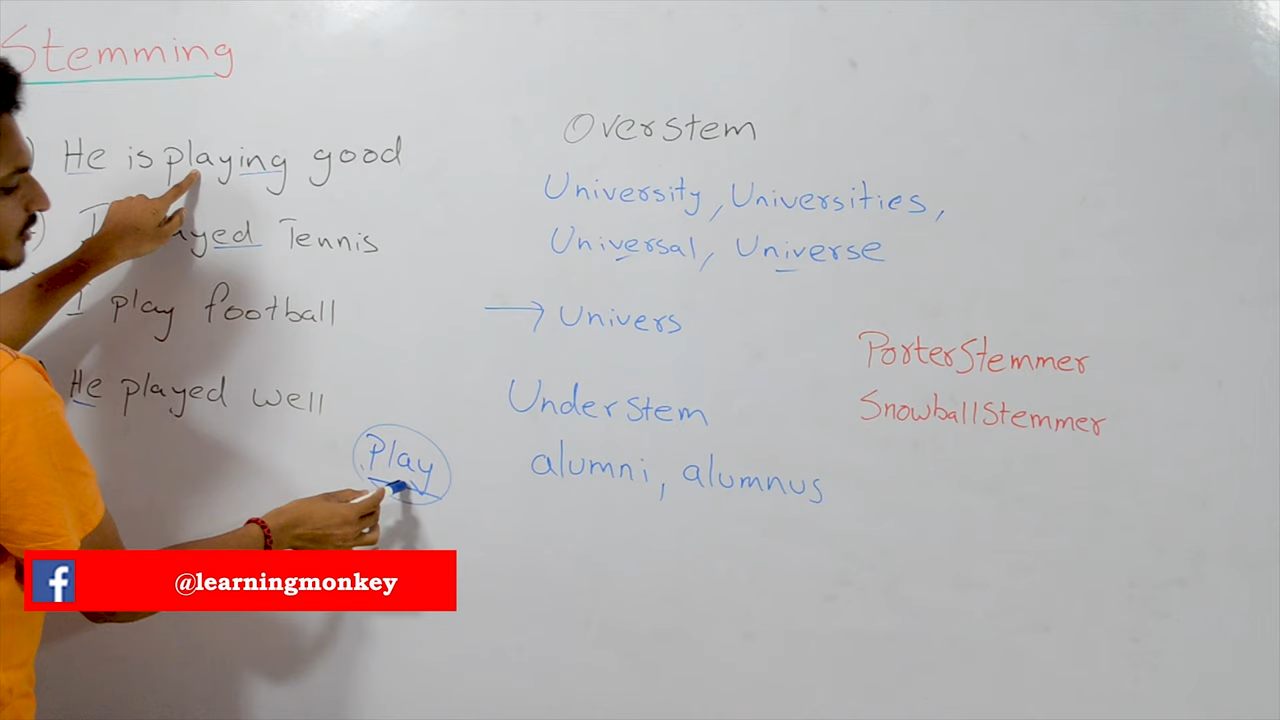 Stemming
He is playing good
I played Tennis
I play football
He played well
Play
Overstem
University, Universities,
Universal, Universe
→ Univers
Understem
alumni, alumnus
PorterStemmer
SnowballStemmer
@learningmonkey